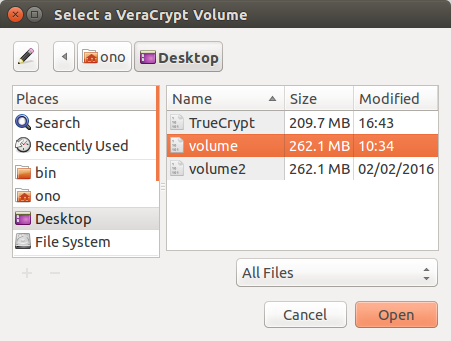 Select a VeraCrypt Volume
ono Desktop
Places
Search
Recently Used
bin
ono
Desktop
File System
Name Size Modified
TrueCrypt 209.7 MB 16:43
volume 262.1 MB 10:34
volume2 262.1 MB 02/02/2016
All Files
Cancel Open